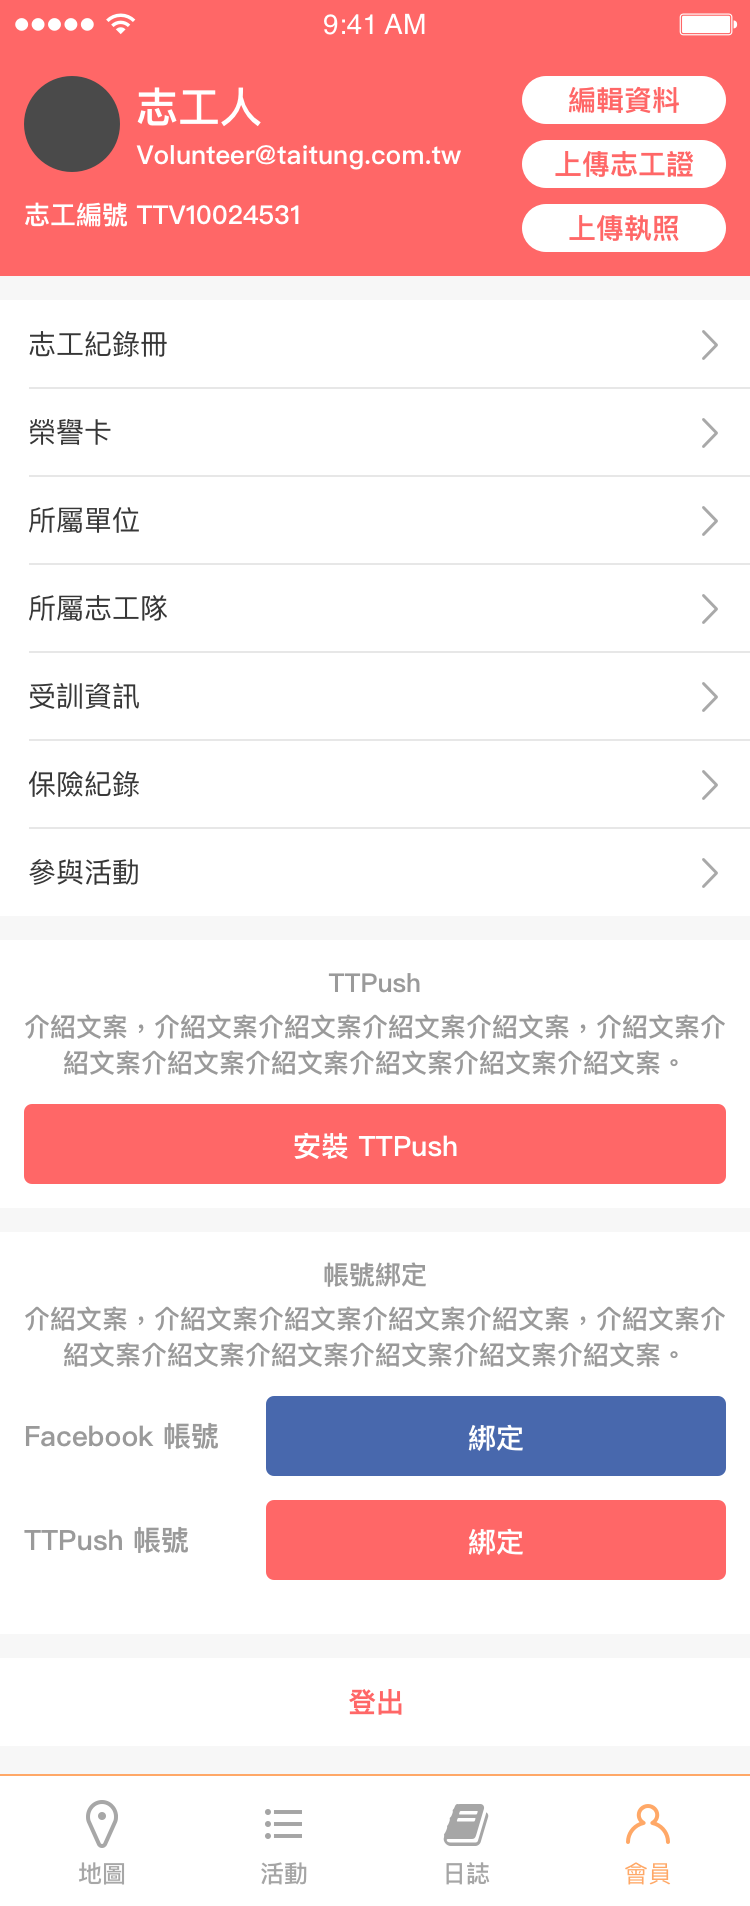 9:41 AM
志工人
Volunteer@taitung.com.tw
志工編號 TTV10024531
編輯資料
上傳志工證
上傳執照
志工紀錄冊
榮譽卡
所屬單位
所屬志工隊
受訓資訊
保險紀錄
參與活動
TTPush
介紹文案，介紹文案介紹文案介紹文案介紹文案，介紹文案介
紹文案介紹文案介紹文案介紹文案介紹文案介紹文案。
安裝 TTPush
帳號綁定
介紹文案，介紹文案介紹文案介紹文案介紹文案，介紹文案介
紹文案介紹文案介紹文案介紹文案介紹文案介紹文案。
Facebook 帳號
綁定
TTPush 帳號
綁定
登出
地圖
活動
日誌
會員